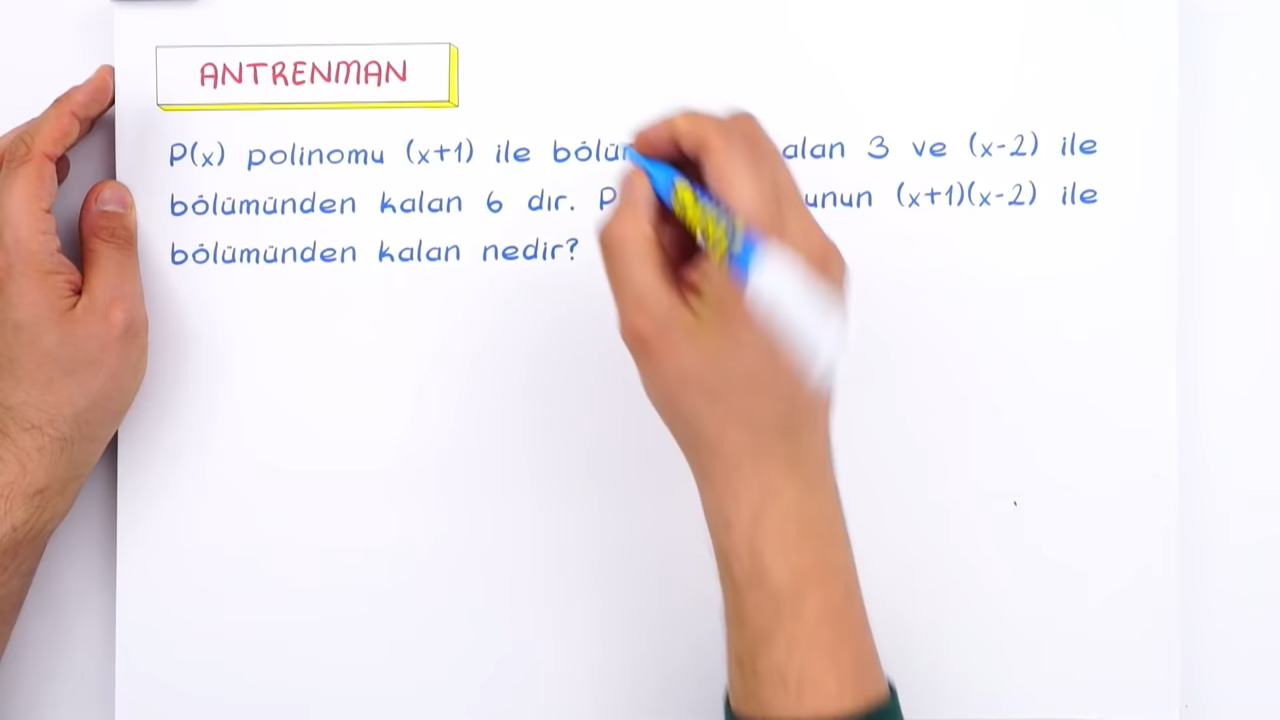 ANTRENMAN
P(x) polinomu (x+1) ile alan 3 ve (x-2) ile
bölümünden kalan 6 dır. P unun (x+1)(x-2) ile
bölümünden kalan nedir?